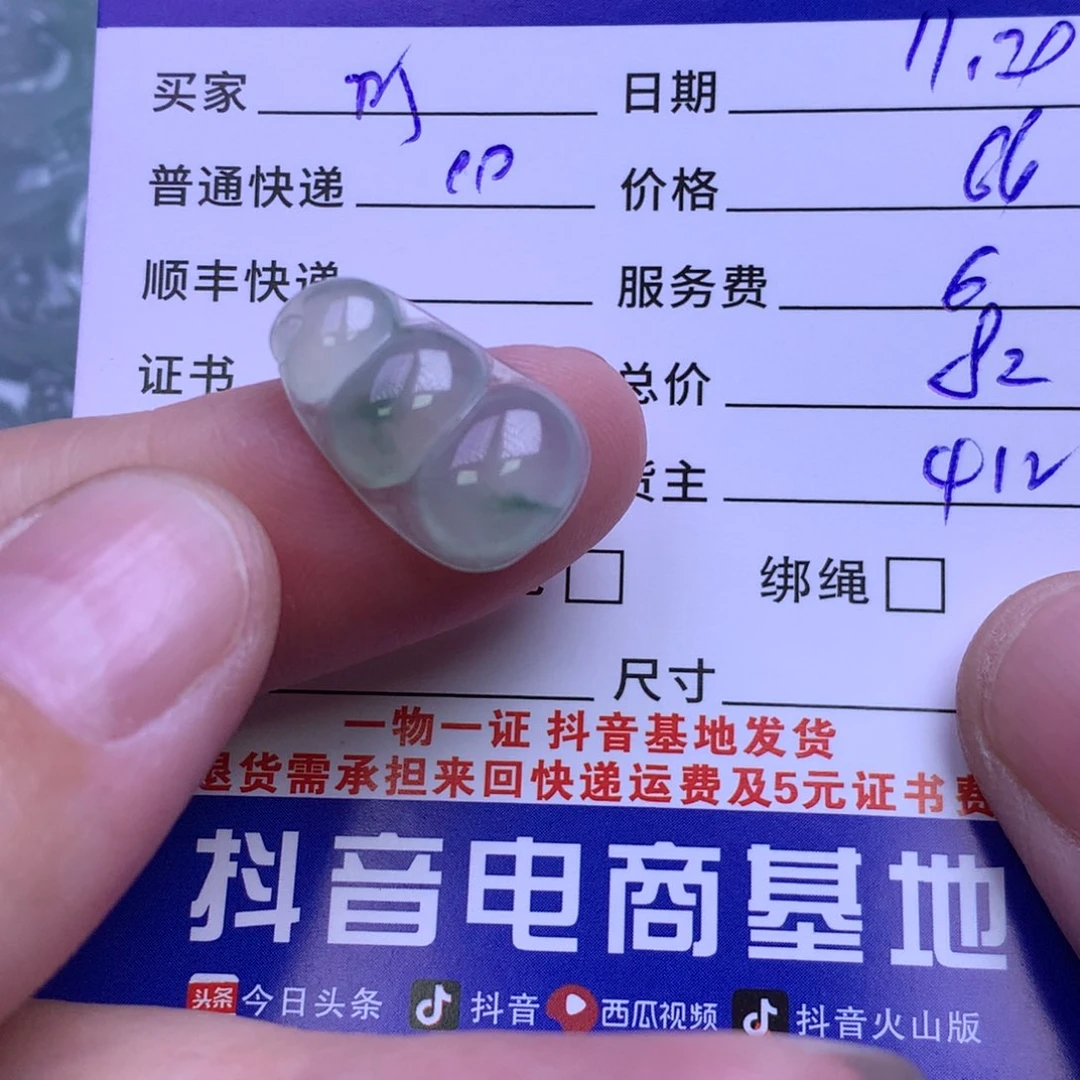 买家 日期 11.20
普通快递 10 价格 66
顺丰快递 服务费 6
证书 总价 82
货主 412
绑绳
尺寸
一物一证 抖音基地发货
退货需承担来回快递运费及5元证书费
抖音电商基地
头条 今日头条 抖音 西瓜视频 抖音火山版